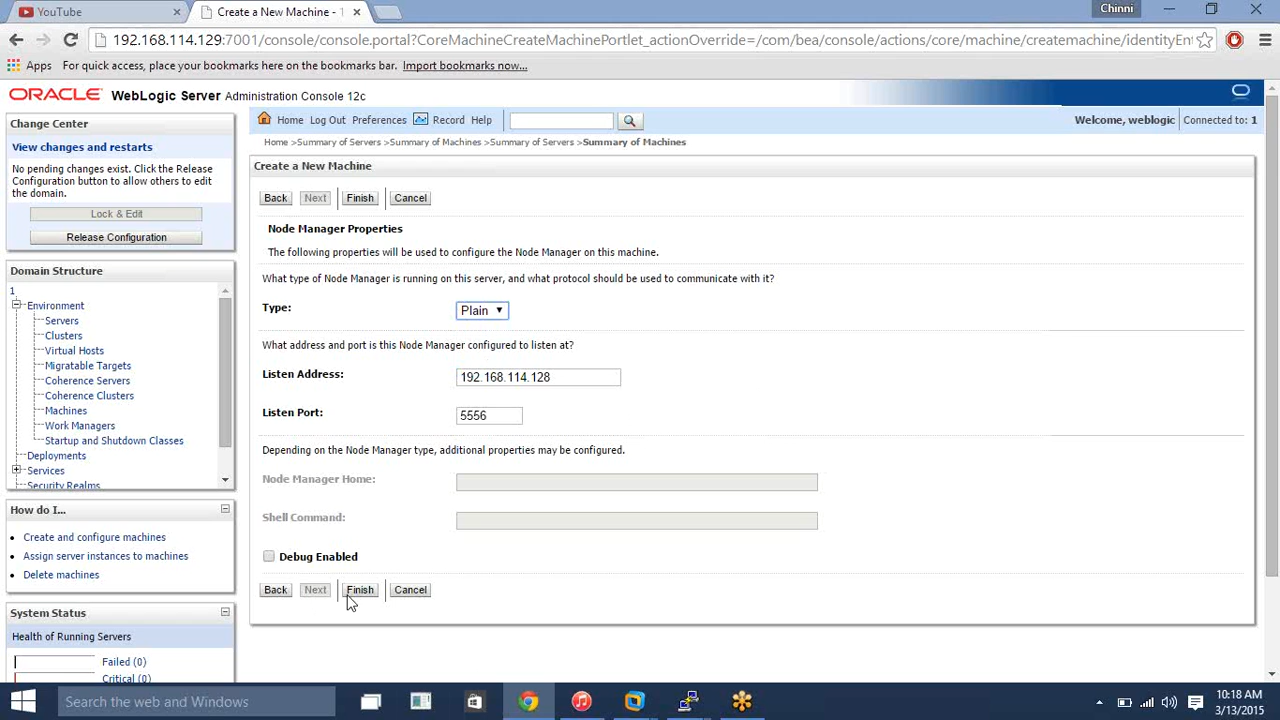 YouTube
Create a New Machine - 1
Chinni
192.168.114.129:7001/console/console.portal?CoreMachineCreateMachinePortlet_actionOverride=/com/bea/console/actions/core/machine/createmachine/identityEnt
Apps For quick access, place your bookmarks here on the bookmarks bar. Import bookmarks now...
ORACLE WebLogic Server Administration Console 12c
Change Center
View changes and restarts
No pending changes exist. Click the Release
Configuration button to allow others to edit
the domain.
Lock & Edit
Release Configuration
Domain Structure
1
Environment
Servers
Clusters
Virtual Hosts
Migratable Targets
Coherence Servers
Coherence Clusters
Machines
Work Managers
Startup and Shutdown Classes
Deployments
Services
Security Realms
How do I...
Create and configure machines
Assign server instances to machines
Delete machines
System Status
Health of Running Servers
Failed (0)
Critical (0)
Home Log Out Preferences Record Help
Welcome, weblogic Connected to: 1
Home >Summary of Servers >Summary of Machines >Summary of Servers >Summary of Machines
Create a New Machine
Back Next Finish Cancel
Node Manager Properties
The following properties will be used to configure the Node Manager on this machine.
What type of Node Manager is running on this server, and what protocol should be used to communicate with it?
Type: Plain
What address and port is this Node Manager configured to listen at?
Listen Address: 192.168.114.128
Listen Port: 5556
Depending on the Node Manager type, additional properties may be configured.
Node Manager Home:
Shell Command:
Debug Enabled
Back Next Finish Cancel
Search the web and Windows
10:18 AM
3/13/2015